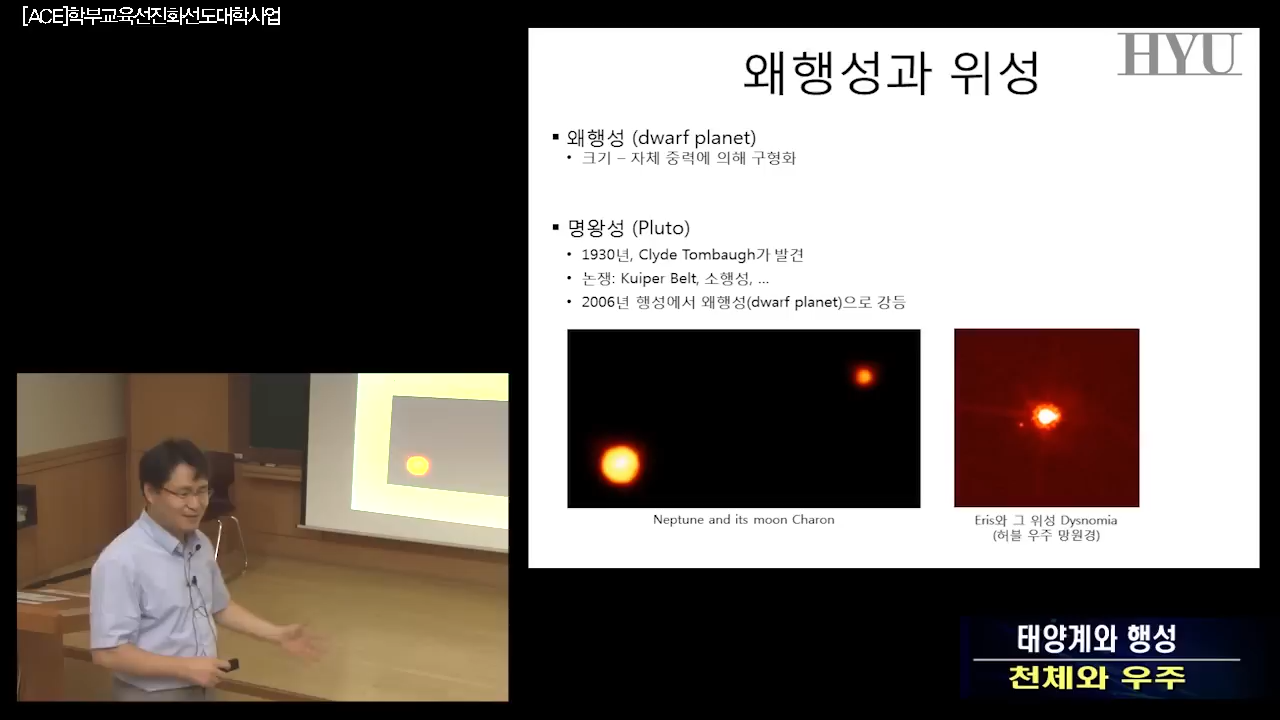 [ACE]학부교육선진화선도대학사업
HYU
왜행성과 위성
▪ 왜행성 (dwarf planet)
• 크기 – 자체 중력에 의해 구형화
▪ 명왕성 (Pluto)
• 1930년, Clyde Tombaugh가 발견
• 논쟁: Kuiper Belt, 소행성, ...
• 2006년 행성에서 왜행성(dwarf planet)으로 강등
Neptune and its moon Charon
Eris와 그 위성 Dysnomia
(허블 우주 망원경)
태양계와 행성
천체와 우주